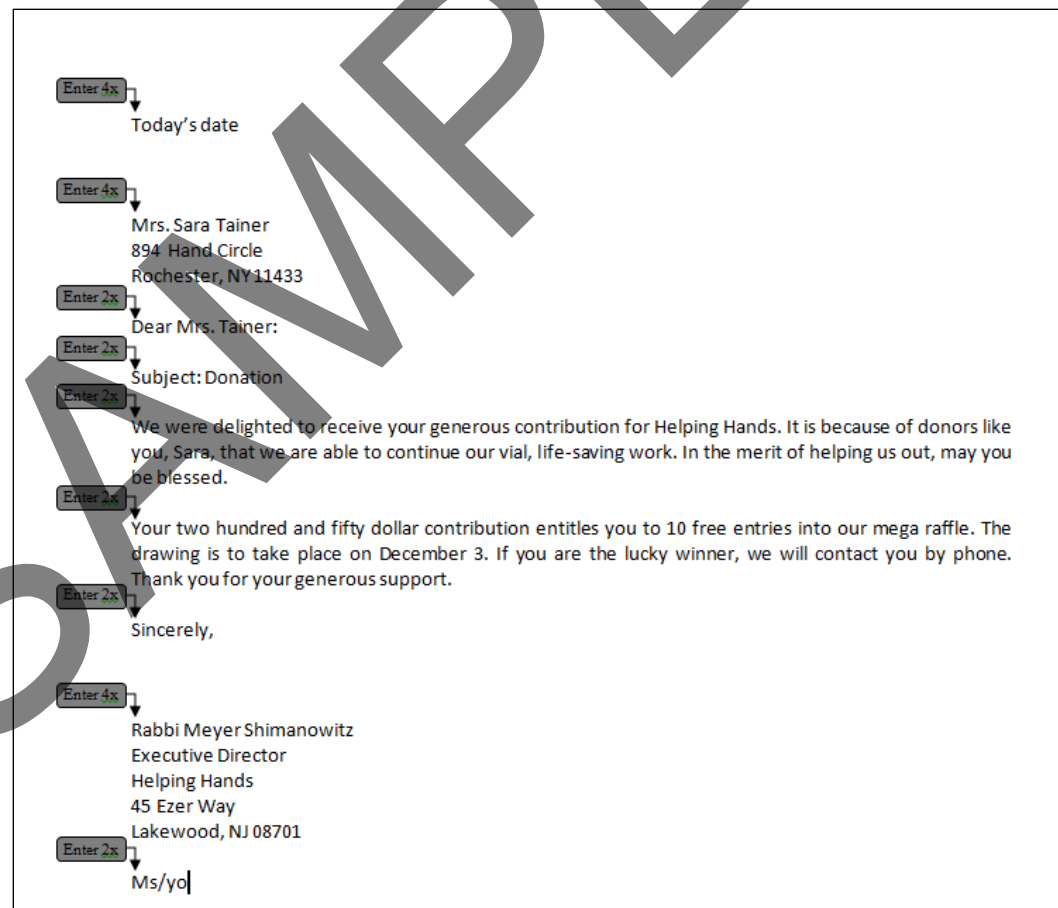 Enter 4x
Today's date
Enter 4x
Mrs. Sara Tainer
894 Hand Circle
Rochester, NY 11433
Enter 2x
Dear Mrs. Tainer:
Enter 2x
Subject: Donation
Enter 2x
We were delighted to receive your generous contribution for Helping Hands. It is because of donors like
you, Sara, that we are able to continue our vial, life-saving work. In the merit of helping us out, may you
be blessed.
Enter 2x
Your two hundred and fifty dollar contribution entitles you to 10 free entries into our mega raffle. The
drawing is to take place on December 3. If you are the lucky winner, we will contact you by phone.
Thank you for your generous support.
Enter 2x
Sincerely,
Enter 4x
Rabbi Meyer Shimanowitz
Executive Director
Helping Hands
45 Ezer Way
Lakewood, NJ 08701
Enter 2x
Ms/yo
SAMPL